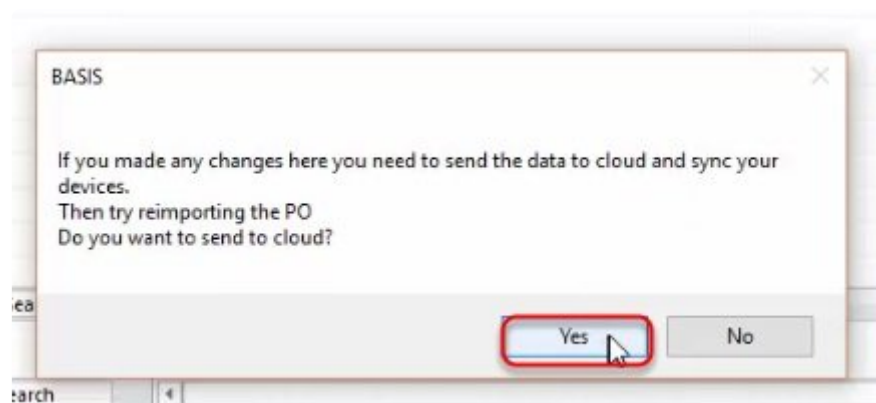 BASIS
If you made any changes here you need to send the data to cloud and sync your
devices.
Then try reimporting the PO
Do you want to send to cloud?
Yes
No